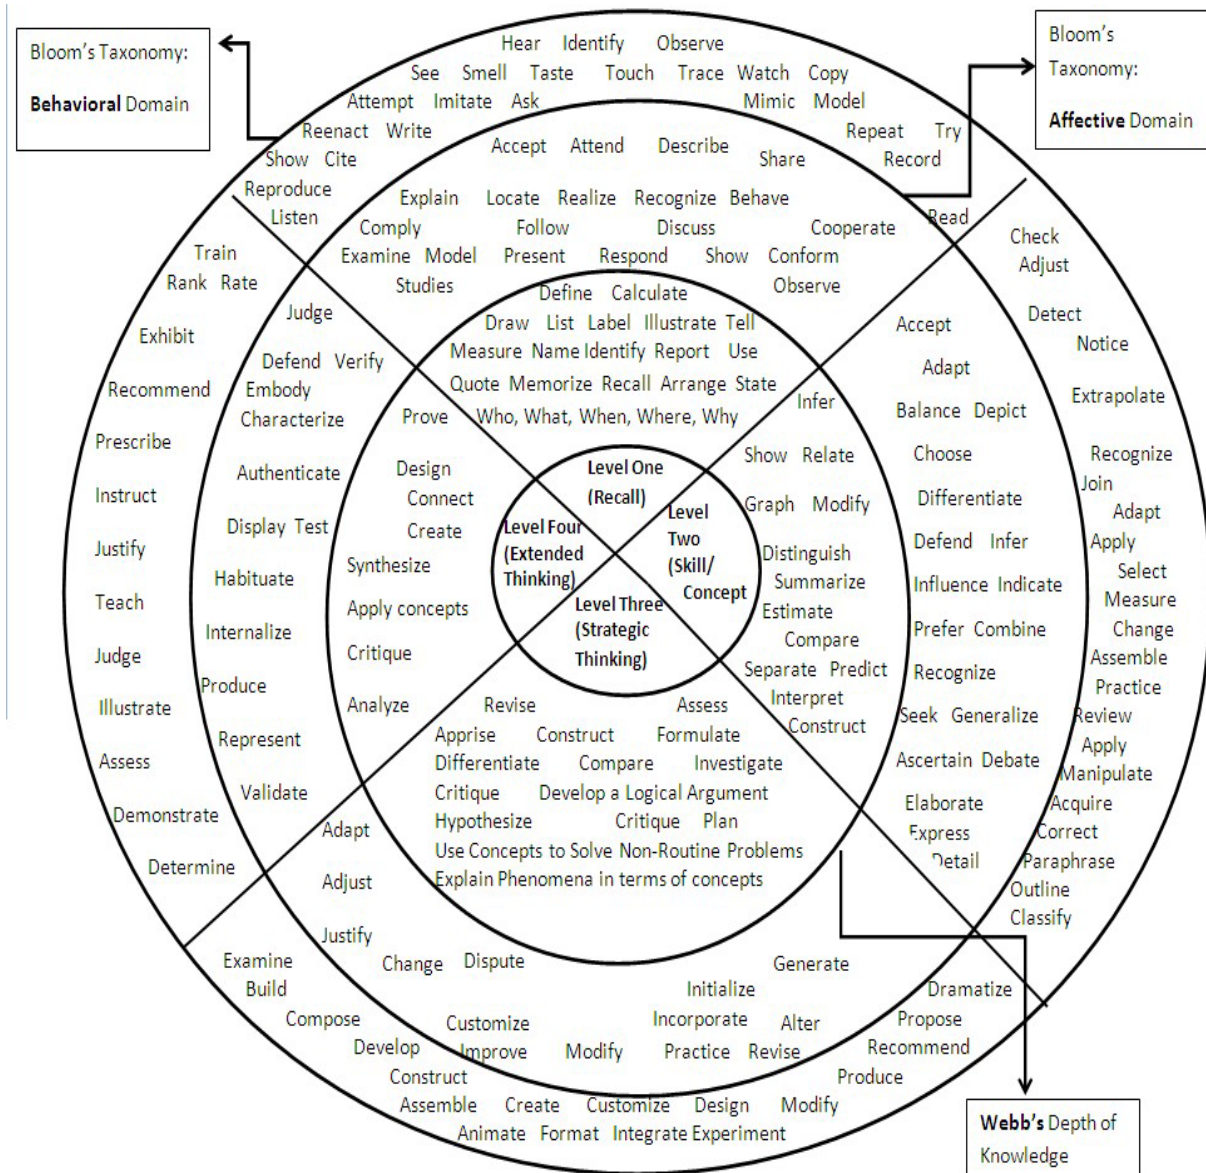 Bloom's Taxonomy:
Behavioral Domain
Bloom's
Taxonomy:
Affective Domain
Hear Identify Observe
See Smell Taste Touch Trace Watch Copy
Attempt Imitate Ask Mimic Model
Reenact Write Repeat Try
Show Cite Record
Reproduce
Listen Read
Accept Attend Describe Share
Explain Locate Realize Recognize Behave
Comply Follow Discuss Cooperate
Examine Model Present Respond Show Conform
Studies Observe
Define Calculate
Draw List Label Illustrate Tell
Measure Name Identify Report Use
Quote Memorize Recall Arrange State
Who, What, When, Where, Why
Level One
(Recall)
Level
Two
(Skill/
Concept
Level Three
(Strategic
Thinking)
Level Four
(Extended
Thinking)
Train
Rank Rate
Exhibit
Recommend
Prescribe
Instruct
Justify
Teach
Judge
Illustrate
Assess
Demonstrate
Determine
Judge
Defend Verify
Embody
Characterize
Authenticate
Display Test
Habituate
Internalize
Produce
Represent
Validate
Prove
Design
Connect
Create
Synthesize
Apply concepts
Critique
Analyze
Infer
Show Relate
Graph Modify
Distinguish
Summarize
Estimate
Compare
Separate Predict
Interpret
Construct
Accept
Adapt
Balance Depict
Choose
Differentiate
Defend Infer
Influence Indicate
Prefer Combine
Recognize
Seek Generalize
Ascertain Debate
Elaborate
Express
Detail
Check
Adjust
Detect
Notice
Extrapolate
Recognize
Join
Adapt
Apply
Select
Measure
Change
Assemble
Practice
Review
Apply
Manipulate
Acquire
Correct
Paraphrase
Outline
Classify
Revise Assess
Apprise Construct Formulate
Differentiate Compare Investigate
Critique Develop a Logical Argument
Hypothesize Critique Plan
Use Concepts to Solve Non-Routine Problems
Explain Phenomena in terms of concepts
Adapt
Adjust
Justify
Change Dispute Generate
Initialize
Customize Incorporate Alter
Improve Modify Practice Revise
Examine
Build
Compose
Develop
Construct
Assemble Create Customize Design Modify
Animate Format Integrate Experiment
Dramatize
Propose
Recommend
Produce
Webb's Depth of
Knowledge